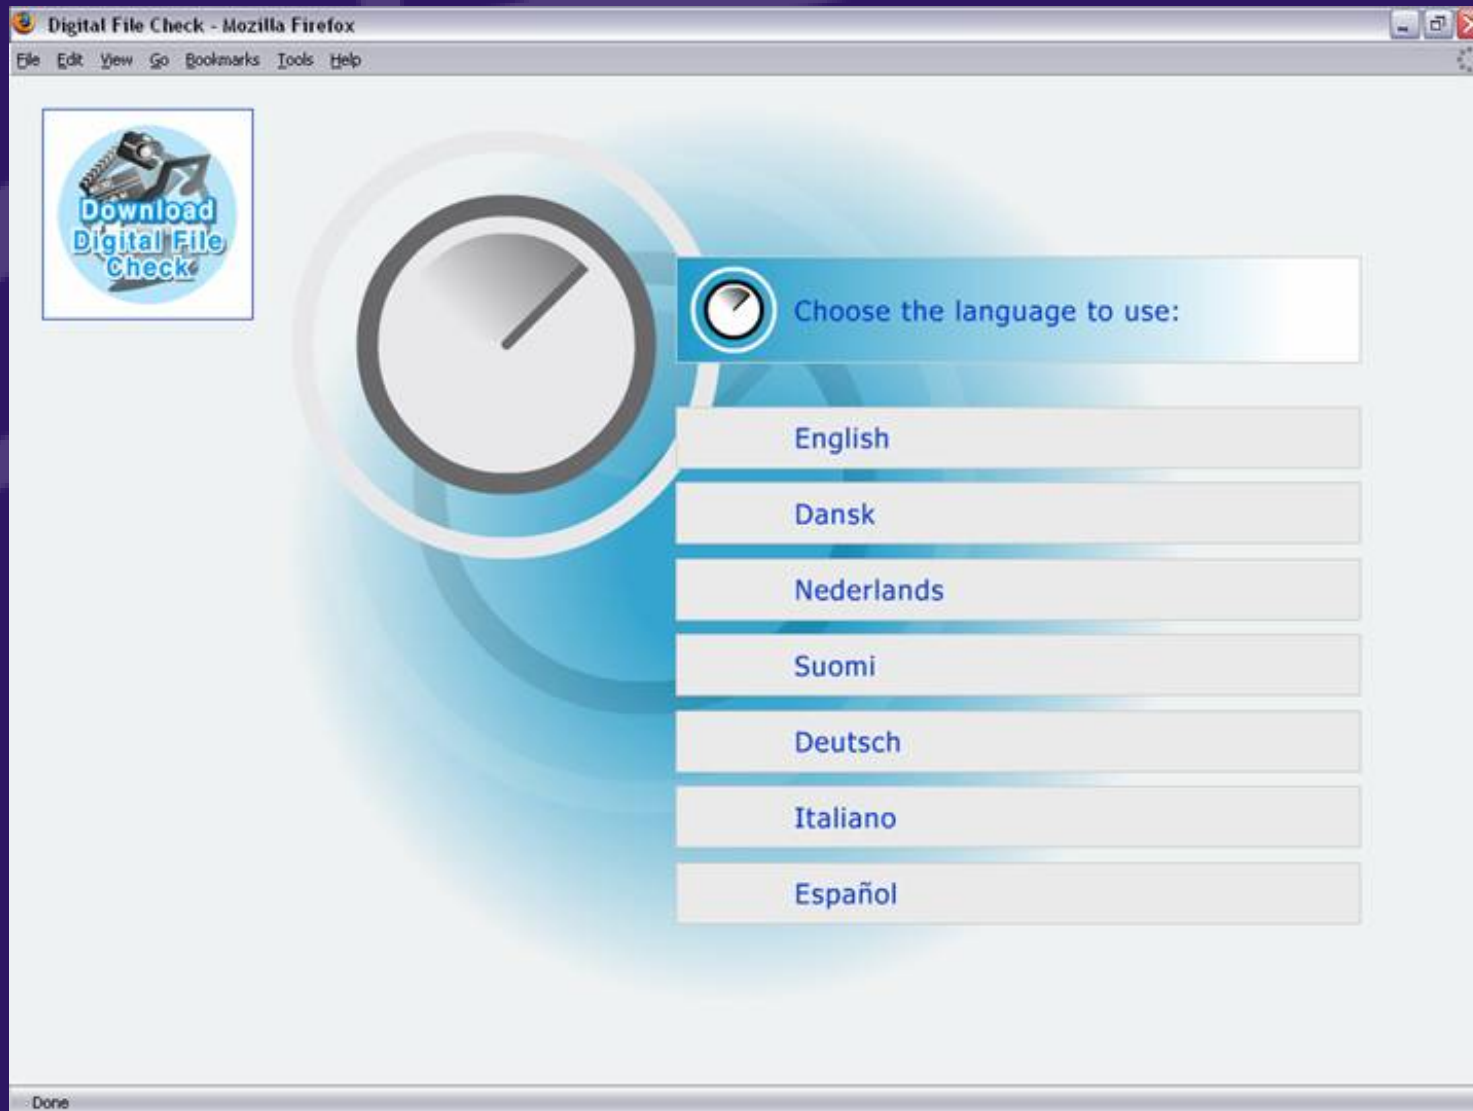 Digital File Check - Mozilla Firefox
File Edit View Go Bookmarks Tools Help
Download
Digital File
Check
Choose the language to use:
English
Dansk
Nederlands
Suomi
Deutsch
Italiano
Español
Done